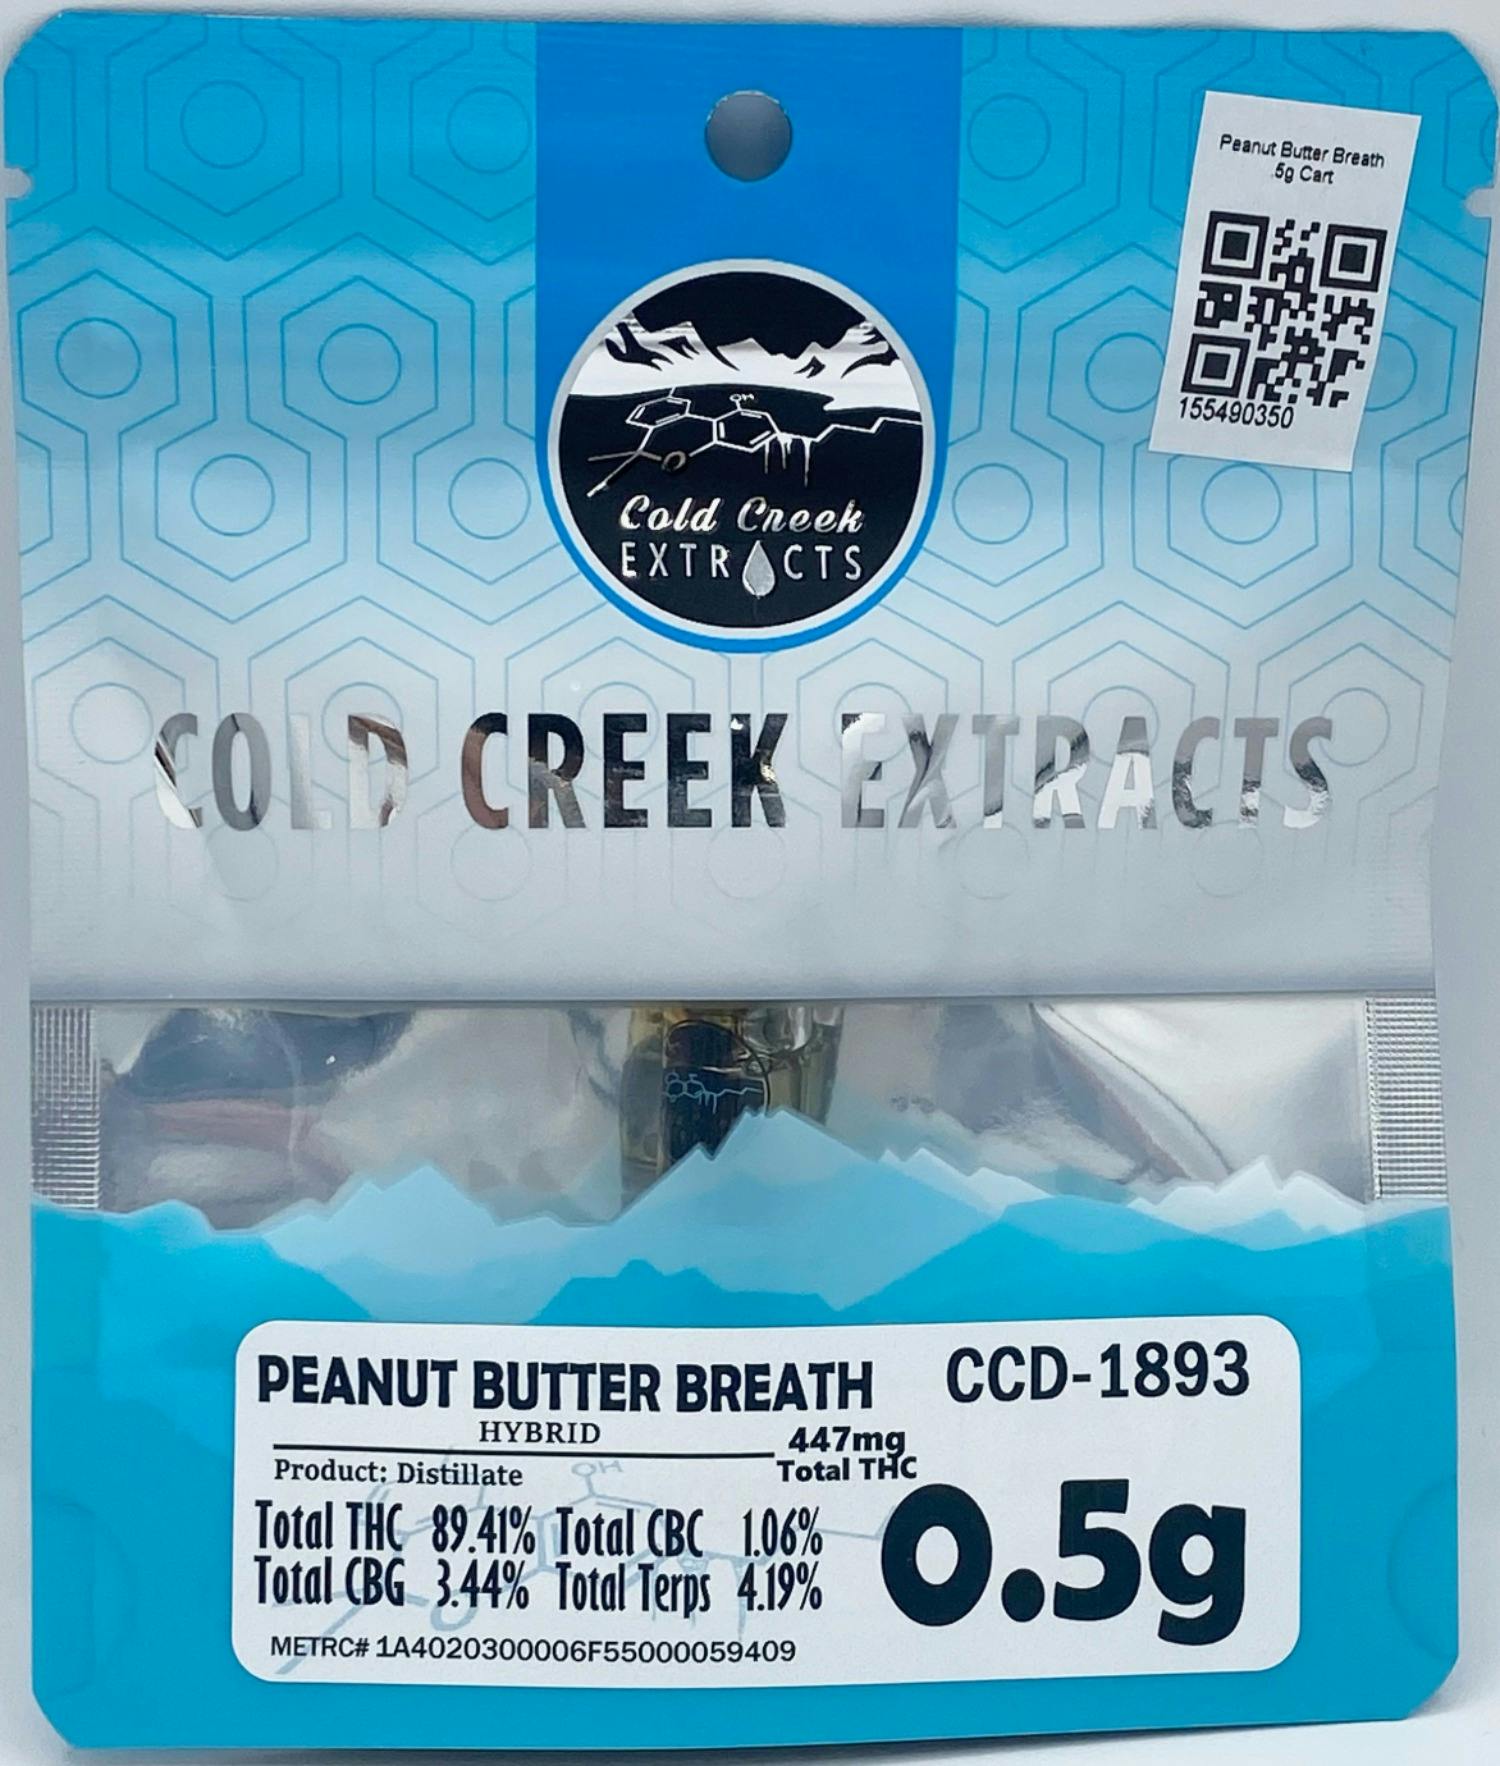 Peanut Butter Breath
.5g Cart
155490350
OH
O
Cold Creek
EXTRACTS
COLD CREEK EXTRACTS
PEANUT BUTTER BREATH
CCD-1893
HYBRID
447mg
Total THC
Product: Distillate
OH
Total THC 89.41% Total CBC 1.06%
Total CBG 3.44% Total Terps 4.19%
0.5g
METRC# 1A4020300006F55000059409